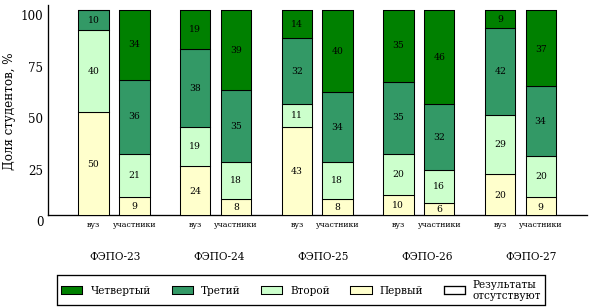 Доля студентов, %
100
75
50
25
0
10 34 19 39 14 40 35 46 9 37
40 36 38 35 32 34 35 32 42 34
50 21 19 18 11 18 20 16 29 20
9 24 8 43 8 10 6 20 9
вуз участники вуз участники вуз участники вуз участники вуз участники
ФЭПО-23 ФЭПО-24 ФЭПО-25 ФЭПО-26 ФЭПО-27
Четвертый Третий Второй Первый Результаты
отсутствуют